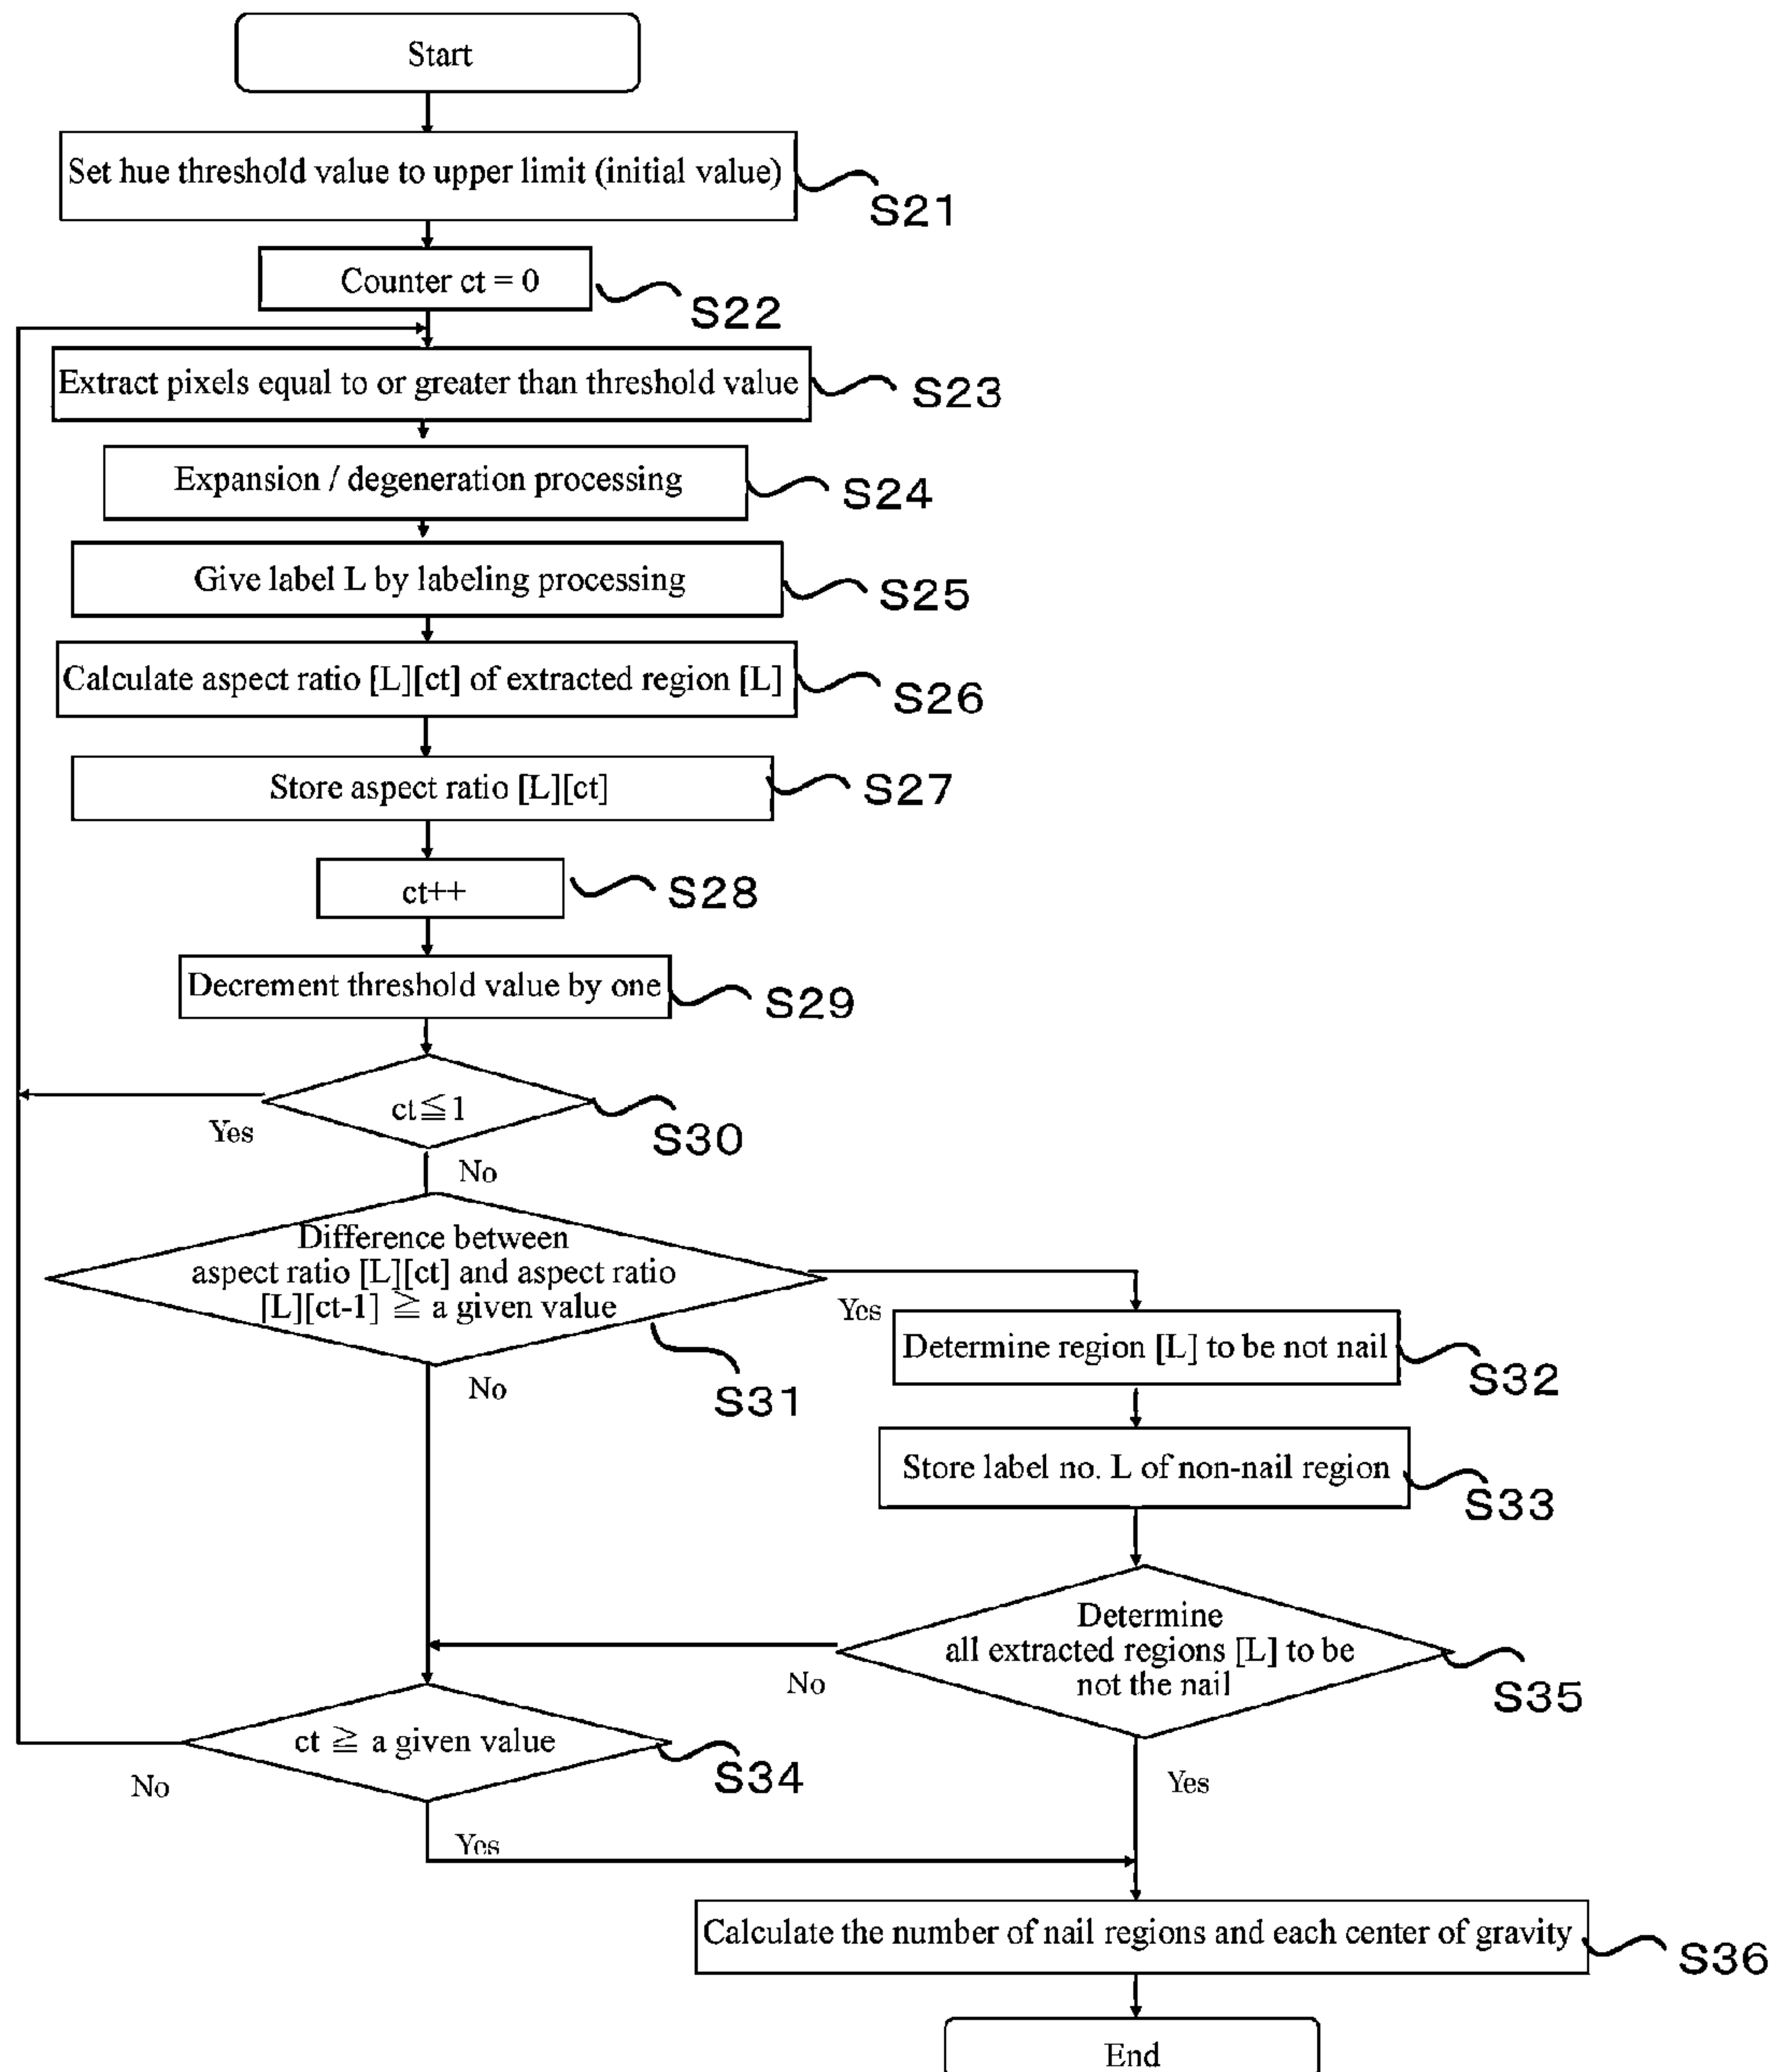 Start
Set hue threshold value to upper limit (initial value)
S21
Counter ct = 0
S22
Extract pixels equal to or greater than threshold value
S23
Expansion / degeneration processing
S24
Give label L by labeling processing
S25
Calculate aspect ratio [L][ct] of extracted region [L]
S26
Store aspect ratio [L][ct]
S27
ct++
S28
Decrement threshold value by one
S29
ct≦1
Yes
S30
No
Difference between
aspect ratio [L][ct] and aspect ratio
[L][ct-1] ≧ a given value
Yes
S31
No
Determine region [L] to be not nail
S32
Store label no. L of non-nail region
S33
Determine
all extracted regions [L] to be
not the nail
No
S35
Yes
ct ≧ a given value
No
S34
Yes
Calculate the number of nail regions and each center of gravity
S36
End